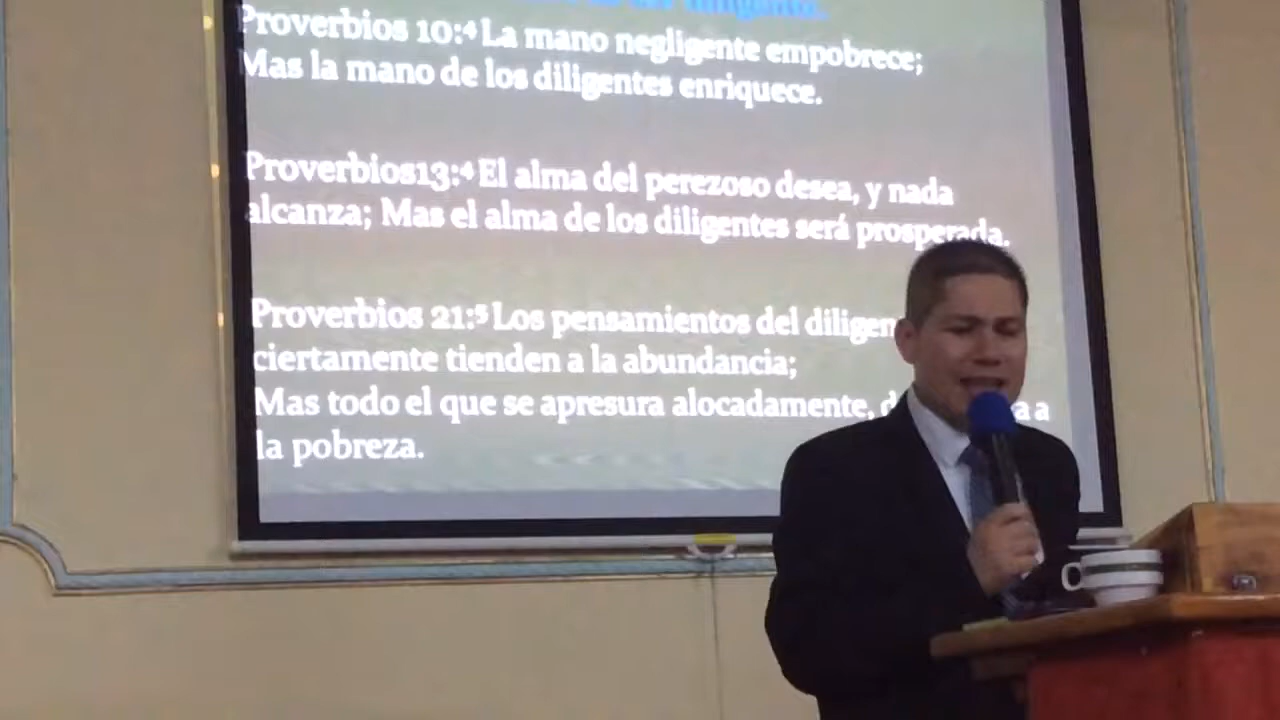 Proverbios 10:4 La mano negligente empobrece;
Mas la mano de los diligentes enriquece.
Proverbios13:4 El alma del perezoso desea, y nada
alcanza; Mas el alma de los diligentes será prosperada.
Proverbios 21:5 Los pensamientos del
ciertamente tienden a la abundancia;
Mas todo el que se apresura alocadamente, a
la pobreza.